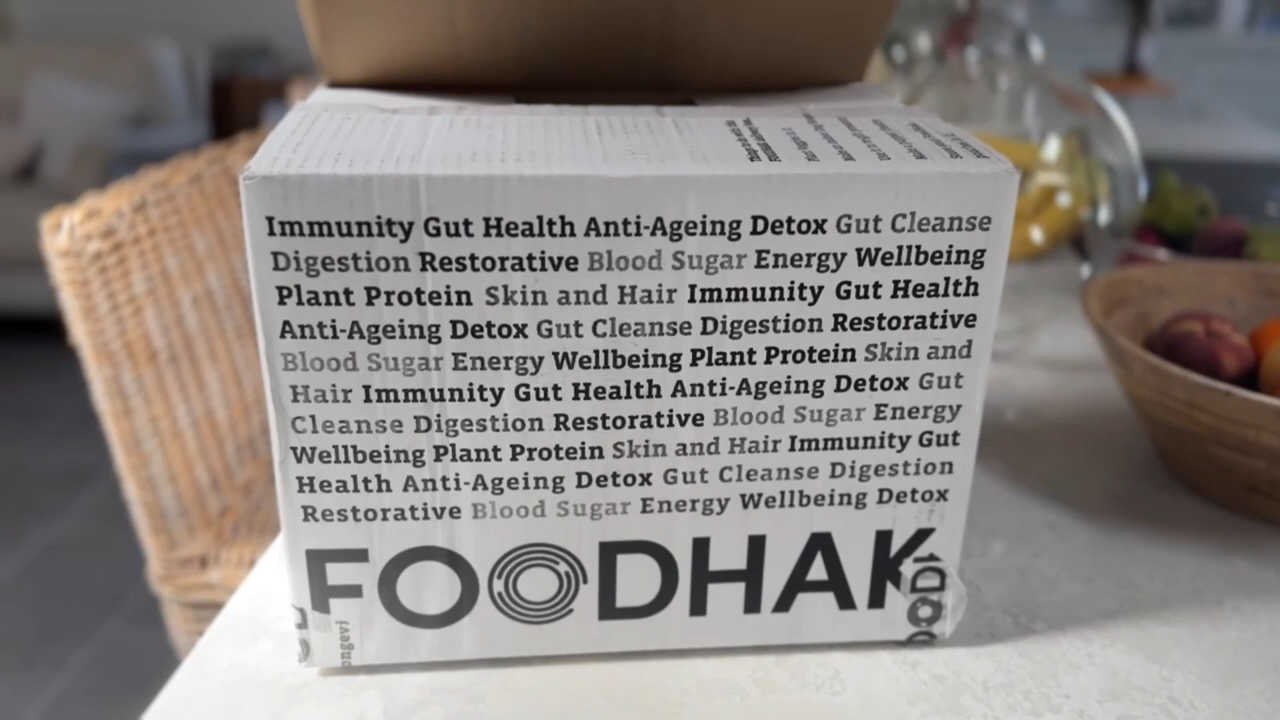 Immunity Gut Health Anti-Ageing Detox Gut Cleanse
Digestion Restorative Blood Sugar Energy Wellbeing
Plant Protein Skin and Hair Immunity Gut Health
Anti-Ageing Detox Gut Cleanse Digestion Restorative
Blood Sugar Energy Wellbeing Plant Protein Skin and
Hair Immunity Gut Health Anti-Ageing Detox Gut
Cleanse Digestion Restorative Blood Sugar Energy
Wellbeing Plant Protein Skin and Hair Immunity Gut
Health Anti-Ageing Detox Gut Cleanse Digestion
Restorative Blood Sugar Energy Wellbeing Detox
FOODHAK